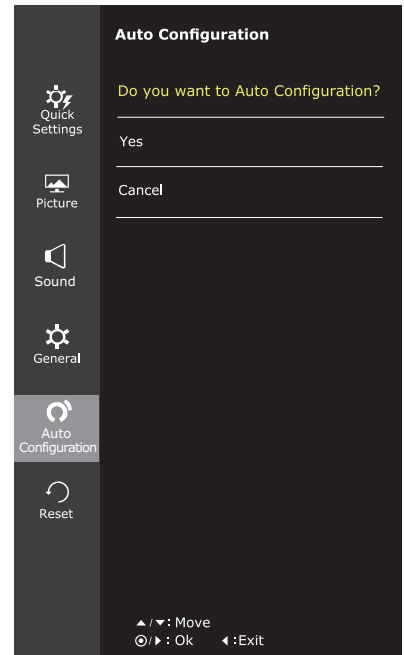 Auto Configuration
Do you want to Auto Configuration?
Yes
Cancel
Quick
Settings
Picture
Sound
General
Auto
Configuration
Reset
▲/▼: Move
◉/▶: Ok ◀:Exit